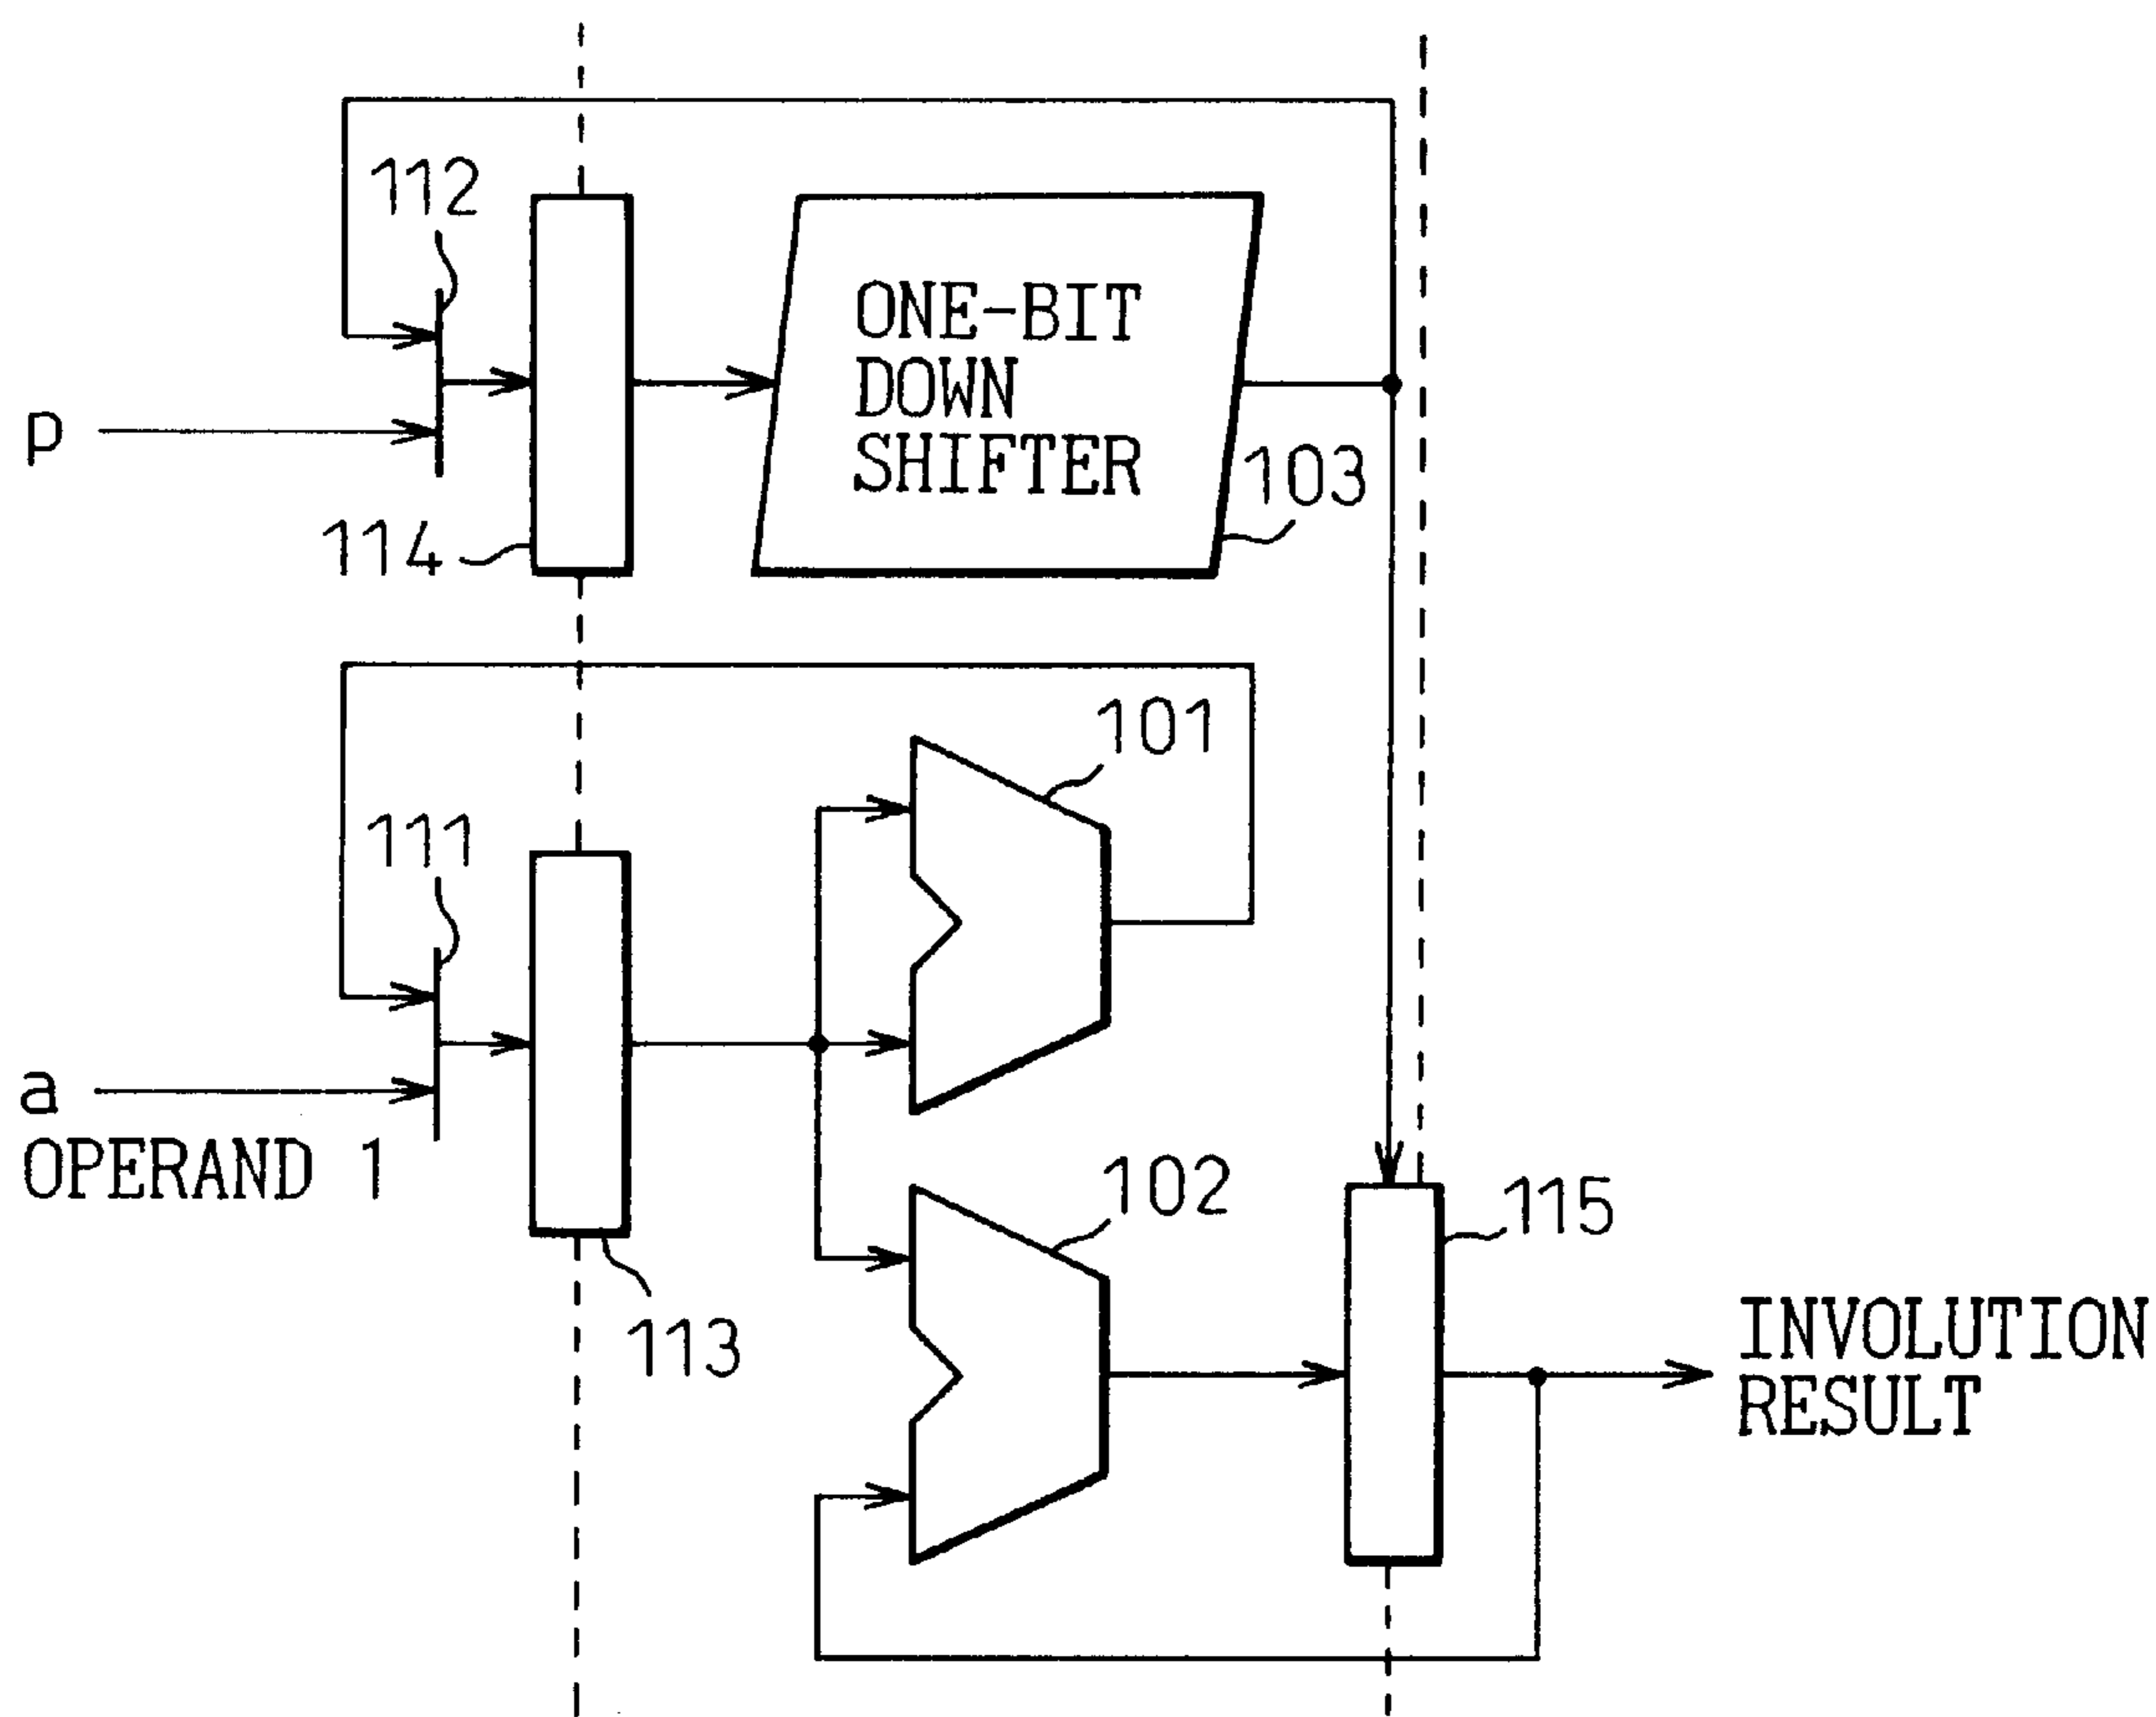 112
ONE-BIT
DOWN
SHIFTER
p
103
114
101
111
a
OPERAND 1
102
115
113
INVOLUTION
RESULT